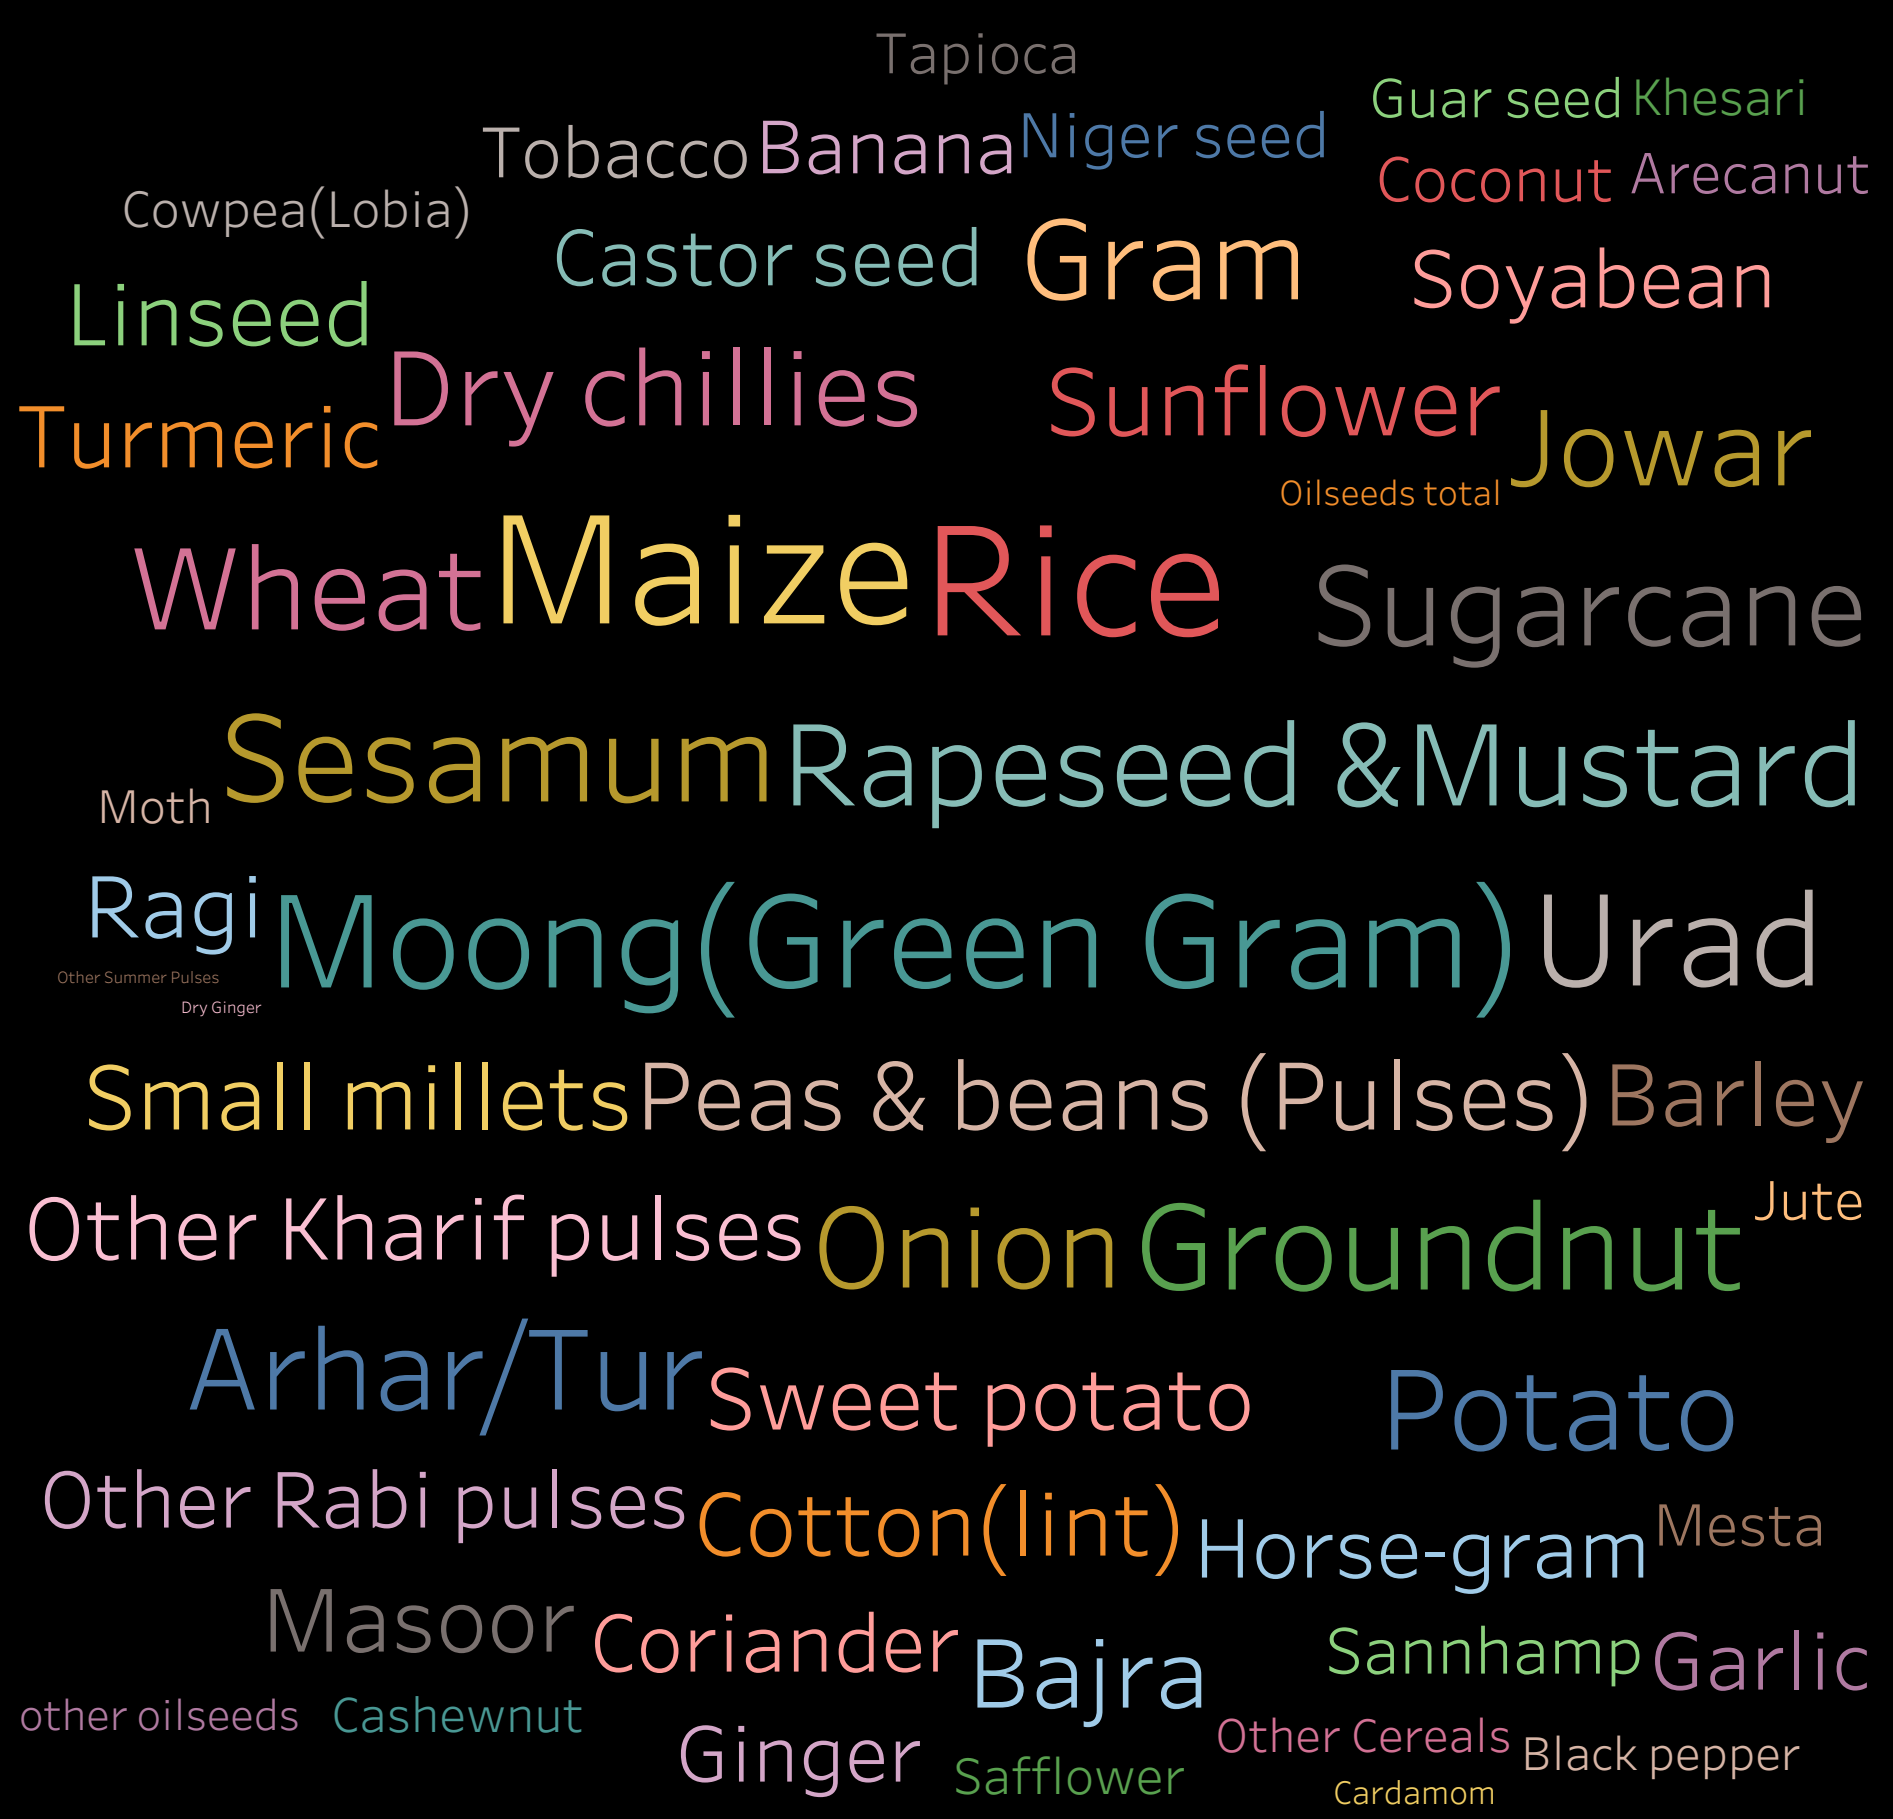 Tapioca
Guar seed Khesari
Tobacco Banana Niger seed
Coconut Arecanut
Cowpea(Lobia)
Castor seed Gram Soyabean
Linseed
Dry chillies Sunflower
Turmeric Jowar
Oilseeds total
Wheat Maize Rice Sugarcane
Sesamum Rapeseed &Mustard
Moth
Ragi Moong(Green Gram) Urad
Other Summer Pulses
Dry Ginger
Small millets Peas & beans (Pulses) Barley
Other Kharif pulses Onion Groundnut Jute
Arhar/Tur Sweet potato Potato
Other Rabi pulses Cotton(lint) Horse-gram Mesta
Masoor Coriander Bajra Sannhamp Garlic
other oilseeds Cashewnut
Ginger Safflower Other Cereals Black pepper
Cardamom